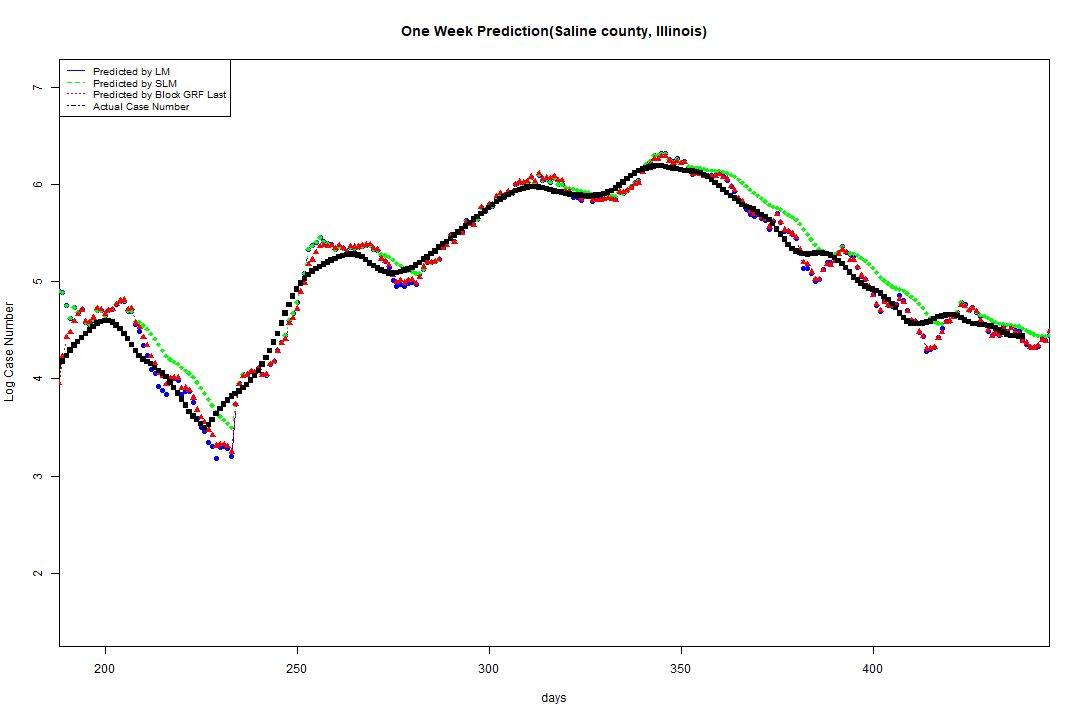 One Week Prediction(Saline county, Illinois)
Predicted by LM
Predicted by SLM
Predicted by Block GRF Last
Actual Case Number
7
6
5
4
3
2
Log Case Number
200 250 300 350 400
days